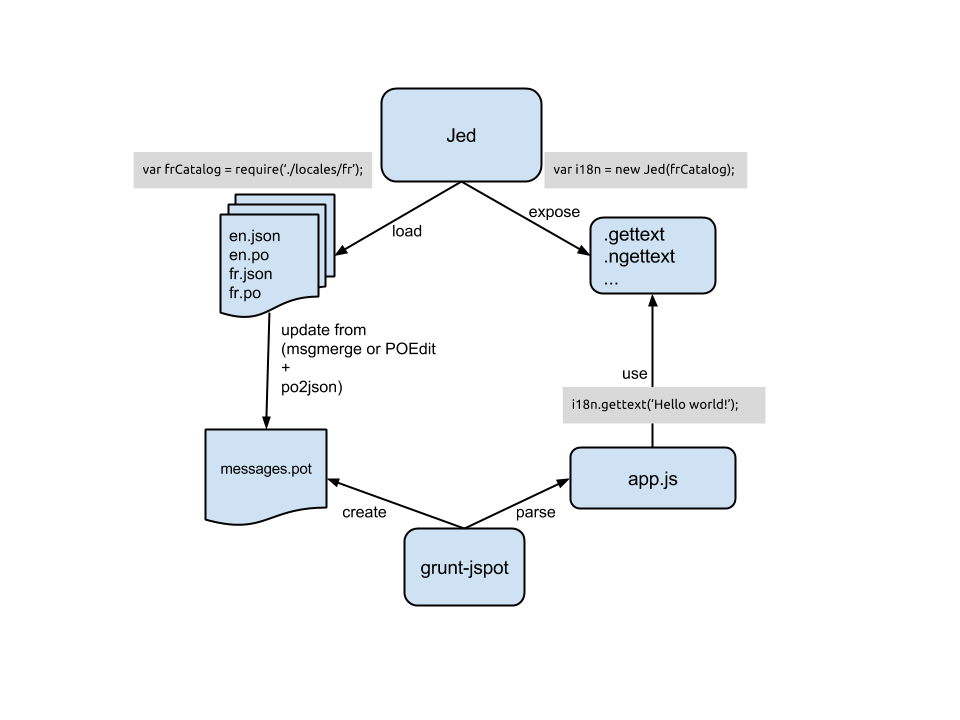 Jed
var frCatalog = require(‘./locales/fr’);
var i18n = new Jed(frCatalog);
load
expose
en.json
en.po
fr.json
fr.po
.gettext
.ngettext
...
update from
(msgmerge or POEdit
+
po2json)
use
i18n.gettext(‘Hello world!’);
messages.pot
app.js
create
parse
grunt-jspot